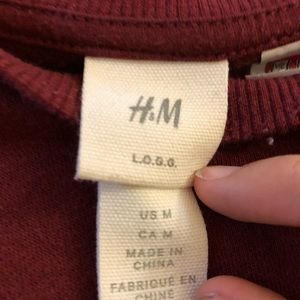 H&M
L.O.G.G.
US M
CA M
MADE IN
CHINA
FABRIQUÉ EN
CHINE